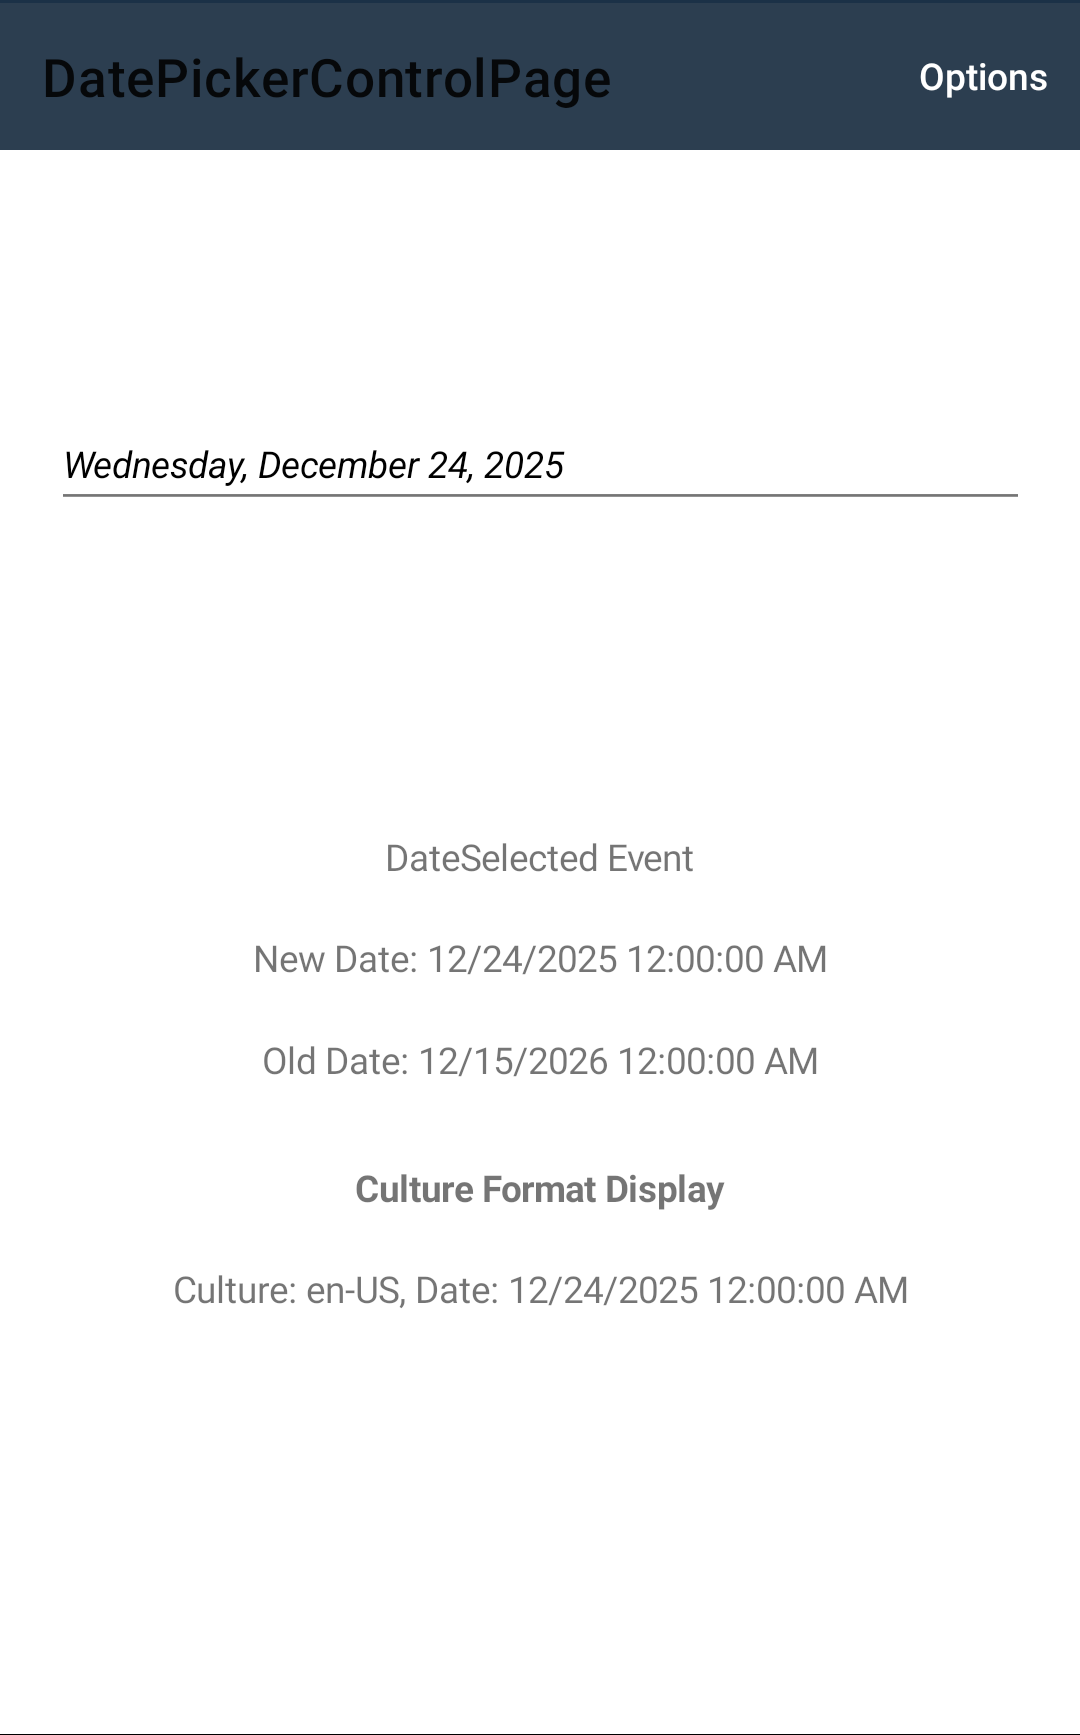 DatePickerControlPage
Options
Wednesday, December 24, 2025
DateSelected Event
New Date: 12/24/2025 12:00:00 AM
Old Date: 12/15/2026 12:00:00 AM
Culture Format Display
Culture: en-US, Date: 12/24/2025 12:00:00 AM